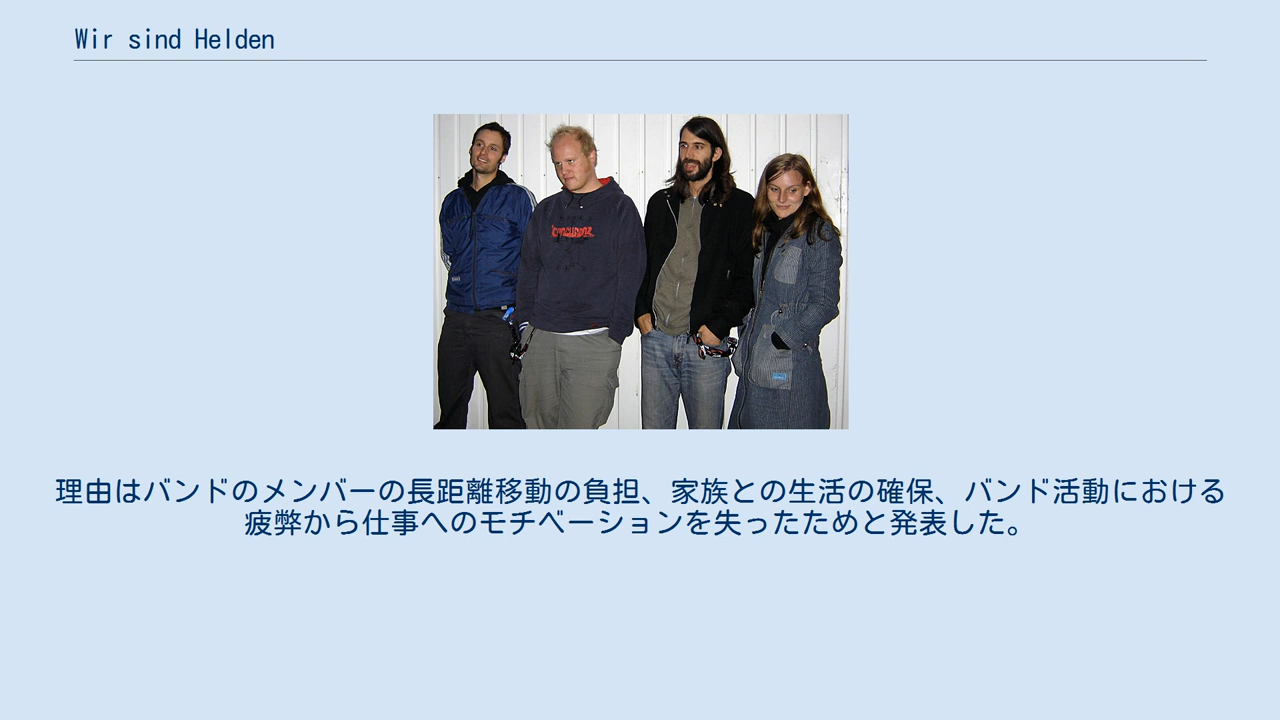 Wir sind Helden
理由はバンドのメンバーの長距離移動の負担、家族との生活の確保、バンド活動における
疲弊から仕事へのモチベーションを失ったためと発表した。